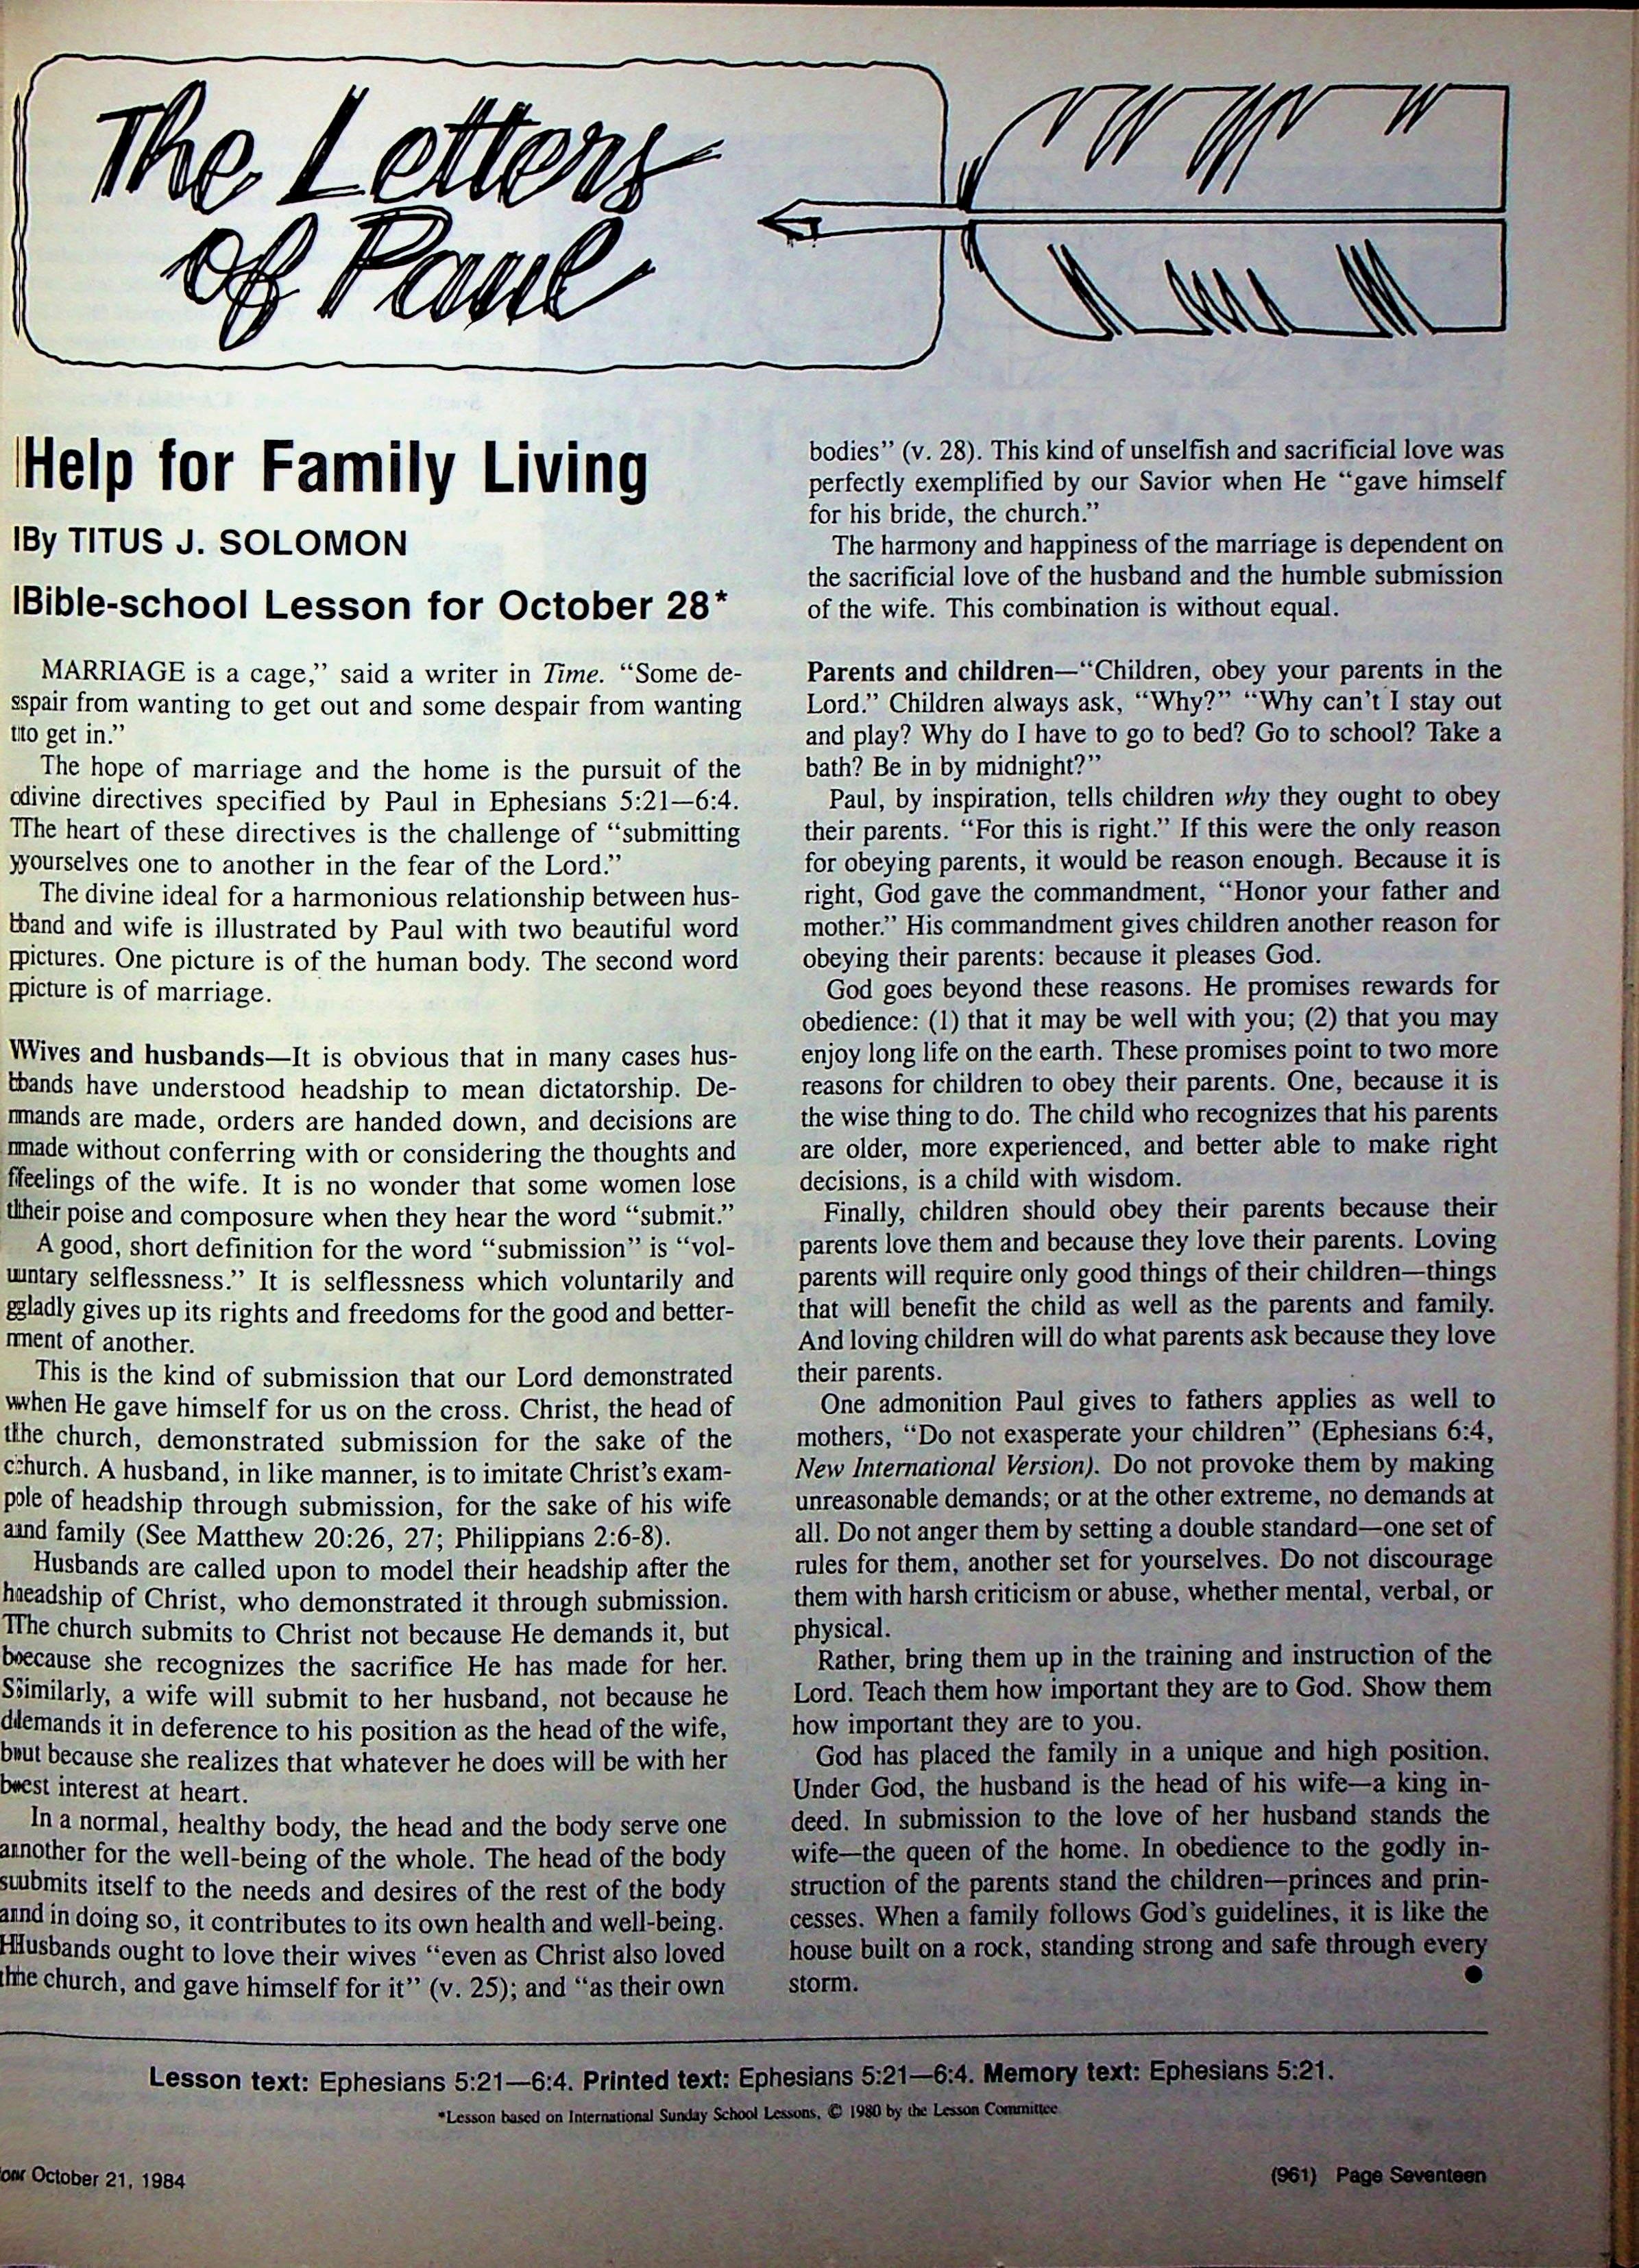 The Letters
of Paul
Help for Family Living
By TITUS J. SOLOMON
Bible-school Lesson for October 28*
MARRIAGE is a cage,” said a writer in Time. “Some de-
spair from wanting to get out and some despair from wanting
to get in.”
The hope of marriage and the home is the pursuit of the
divine directives specified by Paul in Ephesians 5:21—6:4.
The heart of these directives is the challenge of “submitting
yourselves one to another in the fear of the Lord.”
The divine ideal for a harmonious relationship between hus-
band and wife is illustrated by Paul with two beautiful word
pictures. One picture is of the human body. The second word
picture is of marriage.
Wives and husbands—It is obvious that in many cases hus-
bands have understood headship to mean dictatorship. De-
mands are made, orders are handed down, and decisions are
made without conferring with or considering the thoughts and
feelings of the wife. It is no wonder that some women lose
their poise and composure when they hear the word “submit.”
A good, short definition for the word “submission” is “vol-
untary selflessness.” It is selflessness which voluntarily and
gladly gives up its rights and freedoms for the good and better-
ment of another.
This is the kind of submission that our Lord demonstrated
when He gave himself for us on the cross. Christ, the head of
the church, demonstrated submission for the sake of the
church. A husband, in like manner, is to imitate Christ’s exam-
ple of headship through submission, for the sake of his wife
and family (See Matthew 20:26, 27; Philippians 2:6-8).
Husbands are called upon to model their headship after the
headship of Christ, who demonstrated it through submission.
The church submits to Christ not because He demands it, but
because she recognizes the sacrifice He has made for her.
Similarly, a wife will submit to her husband, not because he
demands it in deference to his position as the head of the wife,
but because she realizes that whatever he does will be with her
best interest at heart.
In a normal, healthy body, the head and the body serve one
another for the well-being of the whole. The head of the body
submits itself to the needs and desires of the rest of the body
and in doing so, it contributes to its own health and well-being.
Husbands ought to love their wives “even as Christ also loved
the church, and gave himself for it” (v. 25); and “as their own
bodies” (v. 28). This kind of unselfish and sacrificial love was
perfectly exemplified by our Savior when He “gave himself
for his bride, the church.”
The harmony and happiness of the marriage is dependent on
the sacrificial love of the husband and the humble submission
of the wife. This combination is without equal.
Parents and children—“Children, obey your parents in the
Lord.” Children always ask, “Why?” “Why can’t I stay out
and play? Why do I have to go to bed? Go to school? Take a
bath? Be in by midnight?”
Paul, by inspiration, tells children why they ought to obey
their parents. “For this is right.” If this were the only reason
for obeying parents, it would be reason enough. Because it is
right, God gave the commandment, “Honor your father and
mother.” His commandment gives children another reason for
obeying their parents: because it pleases God.
God goes beyond these reasons. He promises rewards for
obedience: (1) that it may be well with you; (2) that you may
enjoy long life on the earth. These promises point to two more
reasons for children to obey their parents. One, because it is
the wise thing to do. The child who recognizes that his parents
are older, more experienced, and better able to make right
decisions, is a child with wisdom.
Finally, children should obey their parents because their
parents love them and because they love their parents. Loving
parents will require only good things of their children—things
that will benefit the child as well as the parents and family.
And loving children will do what parents ask because they love
their parents.
One admonition Paul gives to fathers applies as well to
mothers, “Do not exasperate your children” (Ephesians 6:4,
New International Version). Do not provoke them by making
unreasonable demands; or at the other extreme, no demands at
all. Do not anger them by setting a double standard—one set of
rules for them, another set for yourselves. Do not discourage
them with harsh criticism or abuse, whether mental, verbal, or
physical.
Rather, bring them up in the training and instruction of the
Lord. Teach them how important they are to God. Show them
how important they are to you.
God has placed the family in a unique and high position.
Under God, the husband is the head of his wife—a king in-
deed. In submission to the love of her husband stands the
wife—the queen of the home. In obedience to the godly in-
struction of the parents stand the children—princes and prin-
cesses. When a family follows God’s guidelines, it is like the
house built on a rock, standing strong and safe through every
storm.
Lesson text: Ephesians 5:21—6:4. Printed text: Ephesians 5:21—6:4. Memory text: Ephesians 5:21.
*Lesson based on International Sunday School Lessons, © 1980 by the Lesson Committee
October 21, 1984
(961) Page Seventeen